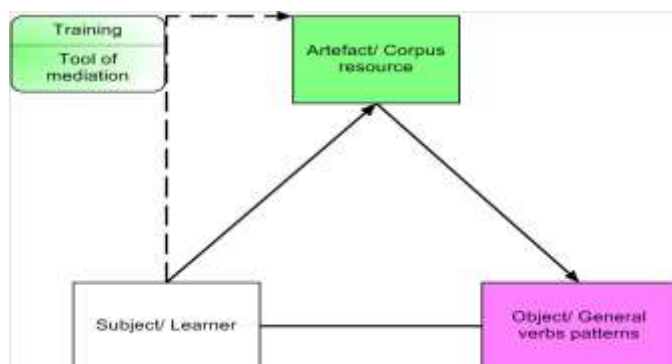 Training
Tool of
mediation
Artefact/ Corpus
resource
Subject/ Learner
Object/ General
verbs patterns